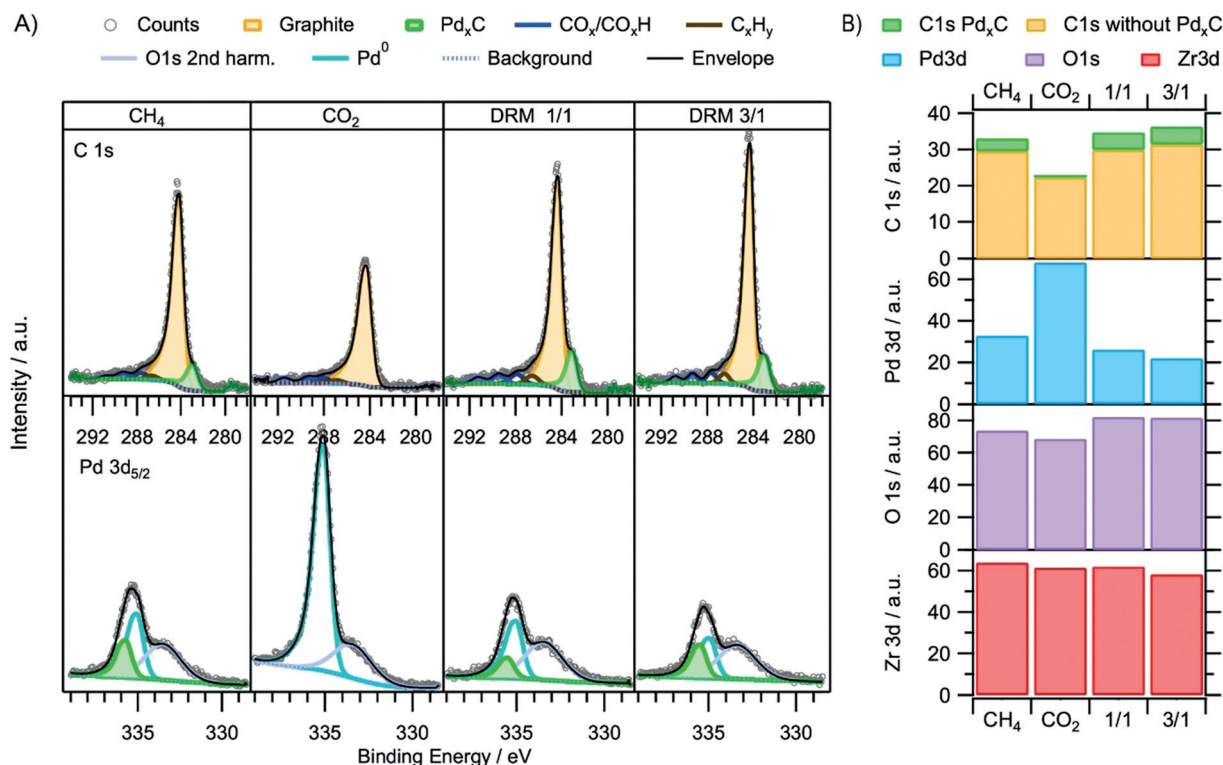 A)
Counts Graphite PdxC COx/COxH CxHy
O1s 2nd harm. Pd0 Background Envelope
CH4 CO2 DRM 1/1 DRM 3/1
C 1s
Intensity / a.u.
292 288 284 280 292 288 284 280 292 288 284 280 292 288 284 280
Pd 3d5/2
335 330 335 330 335 330 335 330
Binding Energy / eV
B)
C1s PdxC C1s without PdxC
Pd3d O1s Zr3d
CH4 CO2 1/1 3/1
C 1s / a.u.
40
30
20
10
0
Pd 3d / a.u.
60
40
20
0
O 1s / a.u.
80
60
40
20
0
Zr 3d / a.u.
60
40
20
0
CH4 CO2 1/1 3/1